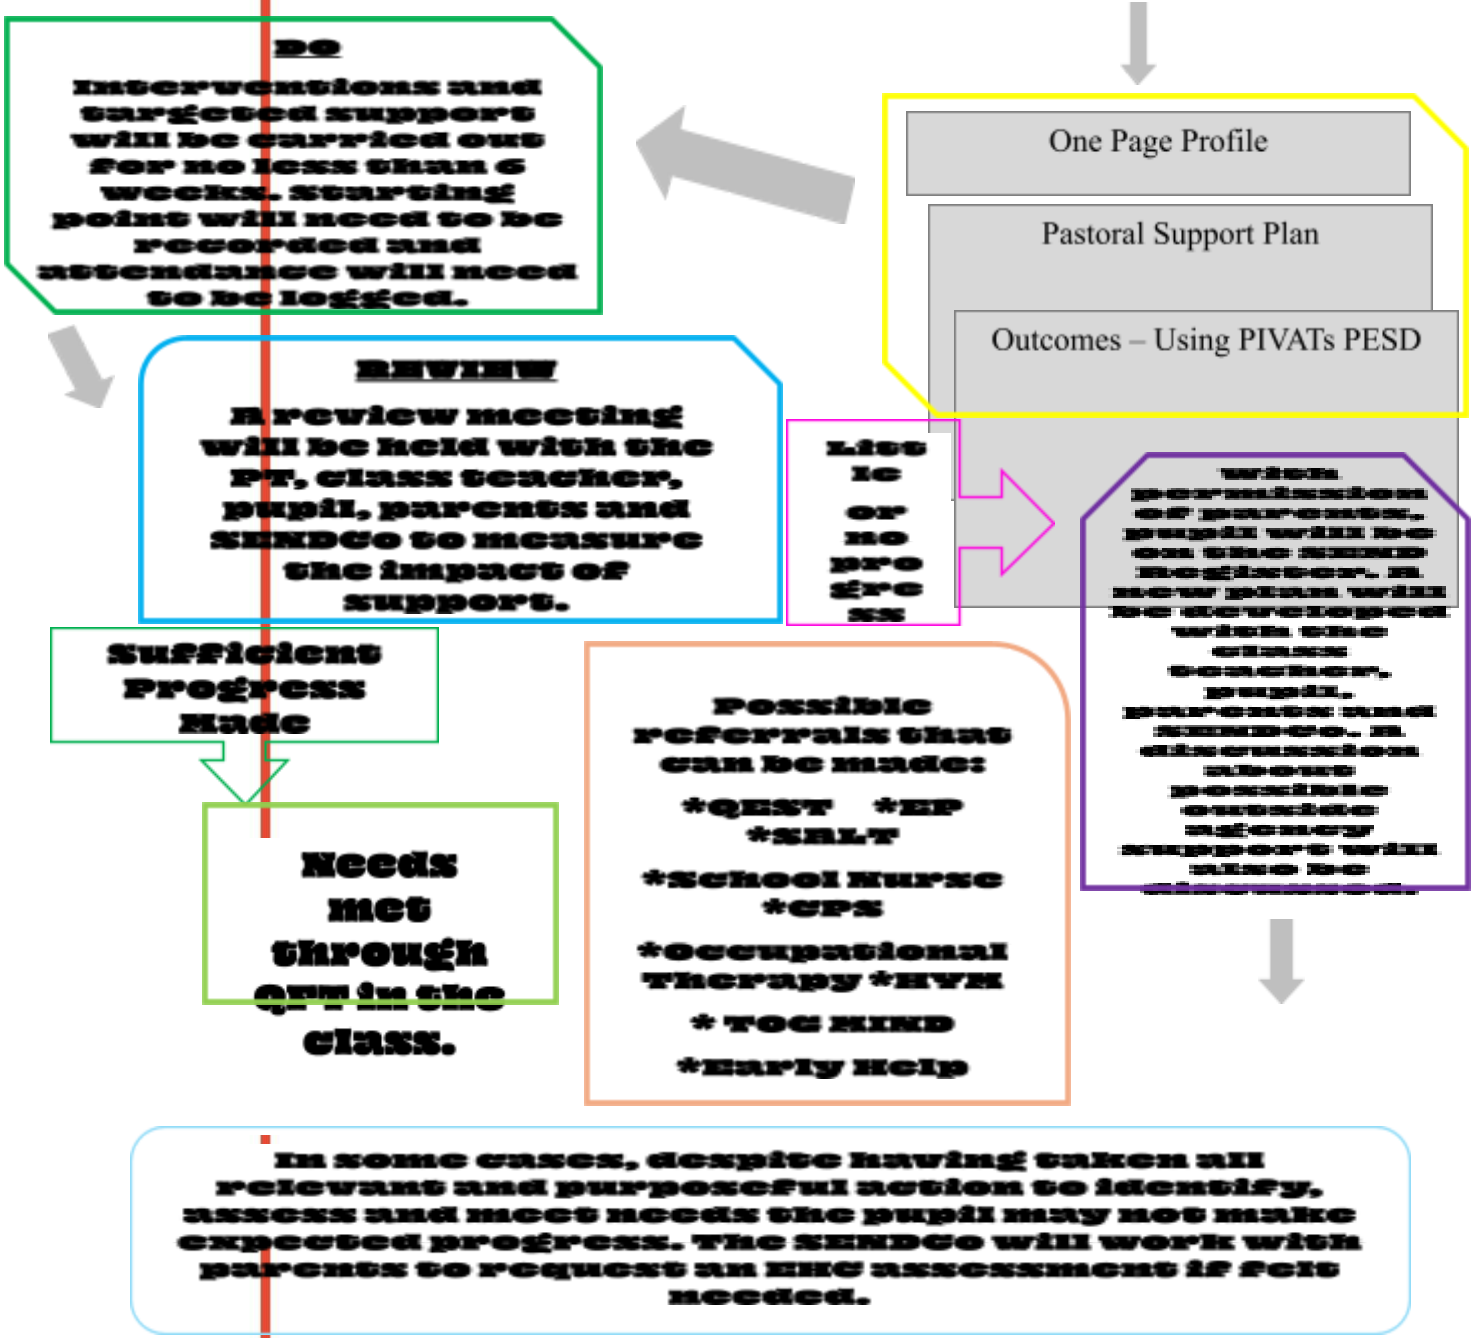 DO
Interventions and
targeted support
will be carried out
for no less than 6
weeks. Starting
point will need to be
recorded and
attendance will need
to be logged.
One Page Profile
Pastoral Support Plan
Outcomes – Using PIVATs PESD
REVIEW
A review meeting
will be held with the
PT, class teacher,
pupil, parents and
SENDCo to measure
the impact of
support.
Litt
le
or
no
pro
gre
ss
with
permission
of parents,
pupil will be
on the SEND
Register. A
new plan will
be developed
with the
class
teacher,
pupil,
parents and
SENDCo. A
discussion
about
possible
outside
agency
support will
also be
discussed.
Sufficient
Progress
Made
Needs
met
through
QFT in the
class.
Possible
referrals that
can be made:
*QEST *EP
*SALT
*School Nurse
*CPS
*Occupational
Therapy *HYM
* TOG MIND
*Early Help
In some cases, despite having taken all
relevant and purposeful action to identify,
assess and meet needs the pupil may not make
expected progress. The SENDCo will work with
parents to request an EHC assessment if felt
needed.